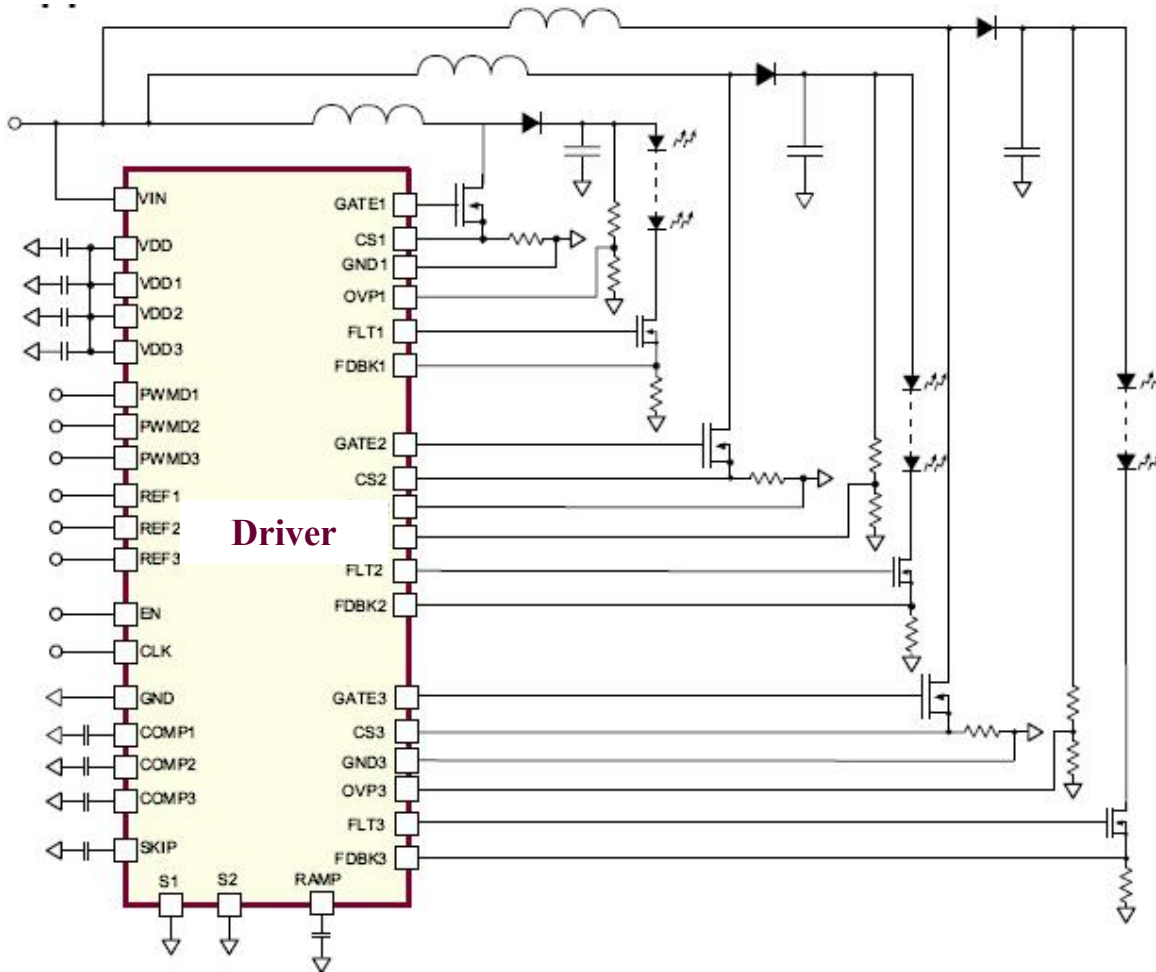 VIN
VDD
VDD1
VDD2
VDD3
PWMD1
PWMD2
PWMD3
REF1
REF2
REF3
EN
CLK
GND
COMP1
COMP2
COMP3
SKIP
Driver
GATE1
CS1
GND1
OVP1
FLT1
FDBK1
GATE2
CS2
FLT2
FDBK2
GATE3
CS3
GND3
OVP3
FLT3
FDBK3
S1
S2
RAMP